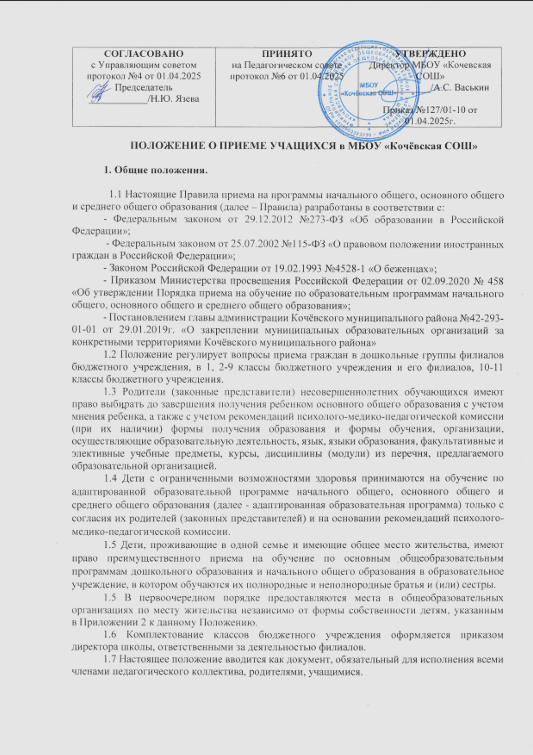 СОГЛАСОВАНО
с Управляющим советом
протокол №4 от 01.04.2025
Председатель
/Н.Ю. Язева
ПРИНЯТО
на Педагогическом совете
протокол №6 от 01.04.2025
УТВЕРЖДЕНО
Директор МБОУ «Кочевская
СОШ»
/А.С. Васькин
Приказ №127/01-10 от
01.04.2025г.
МБОУ
«Кочёвская СОШ»
ПОЛОЖЕНИЕ О ПРИЕМЕ УЧАЩИХСЯ в МБОУ «Кочёвская СОШ»
1. Общие положения.
1.1 Настоящие Правила приема на программы начального общего, основного общего
и среднего общего образования (далее – Правила) разработаны в соответствии с:
- Федеральным законом от 29.12.2012 №273-ФЗ «Об образовании в Российской
Федерации»;
- Федеральным законом от 25.07.2002 №115-ФЗ «О правовом положении иностранных
граждан в Российской Федерации»;
- Законом Российской Федерации от 19.02.1993 №4528-1 «О беженцах»;
- Приказом Министерства просвещения Российской Федерации от 02.09.2020 № 458
«Об утверждении Порядка приема на обучение по образовательным программам начального
общего, основного общего и среднего общего образования»;
- Постановлением главы администрации Кочёвского муниципального района №42-293-
01-01 от 29.01.2019г. «О закреплении муниципальных образовательных организаций за
конкретными территориями Кочёвского муниципального района»
1.2 Положение регулирует вопросы приема граждан в дошкольные группы филиалов
бюджетного учреждения, в 1, 2-9 классы бюджетного учреждения и его филиалов, 10-11
классы бюджетного учреждения.
1.3 Родители (законные представители) несовершеннолетних обучающихся имеют
право выбирать до завершения получения ребенком основного общего образования с учетом
мнения ребенка, а также с учетом рекомендаций психолого-медико-педагогической комиссии
(при их наличии) формы получения образования и формы обучения, организации,
осуществляющие образовательную деятельность, язык, языки образования, факультативные и
элективные учебные предметы, курсы, дисциплины (модули) из перечня, предлагаемого
образовательной организацией.
1.4 Дети с ограниченными возможностями здоровья принимаются на обучение по
адаптированной образовательной программе начального общего, основного общего и
среднего общего образования (далее - адаптированная образовательная программа) только с
согласия их родителей (законных представителей) и на основании рекомендаций психолого-
медико-педагогической комиссии.
1.5 Дети, проживающие в одной семье и имеющие общее место жительства, имеют
право преимущественного приема на обучение по основным общеобразовательным
программам дошкольного образования и начального общего образования в образовательное
учреждение, в котором обучаются их полнородные и неполнородные братья и (или) сестры.
1.5 В первоочередном порядке предоставляются места в общеобразовательных
организациях по месту жительства независимо от формы собственности детям, указанным
в Приложении 2 к данному Положению.
1.6 Комплектование классов бюджетного учреждения оформляется приказом
директора школы, ответственными за деятельностью филиалов.
1.7 Настоящее положение вводится как документ, обязательный для исполнения всеми
членами педагогического коллектива, родителями, учащимися.